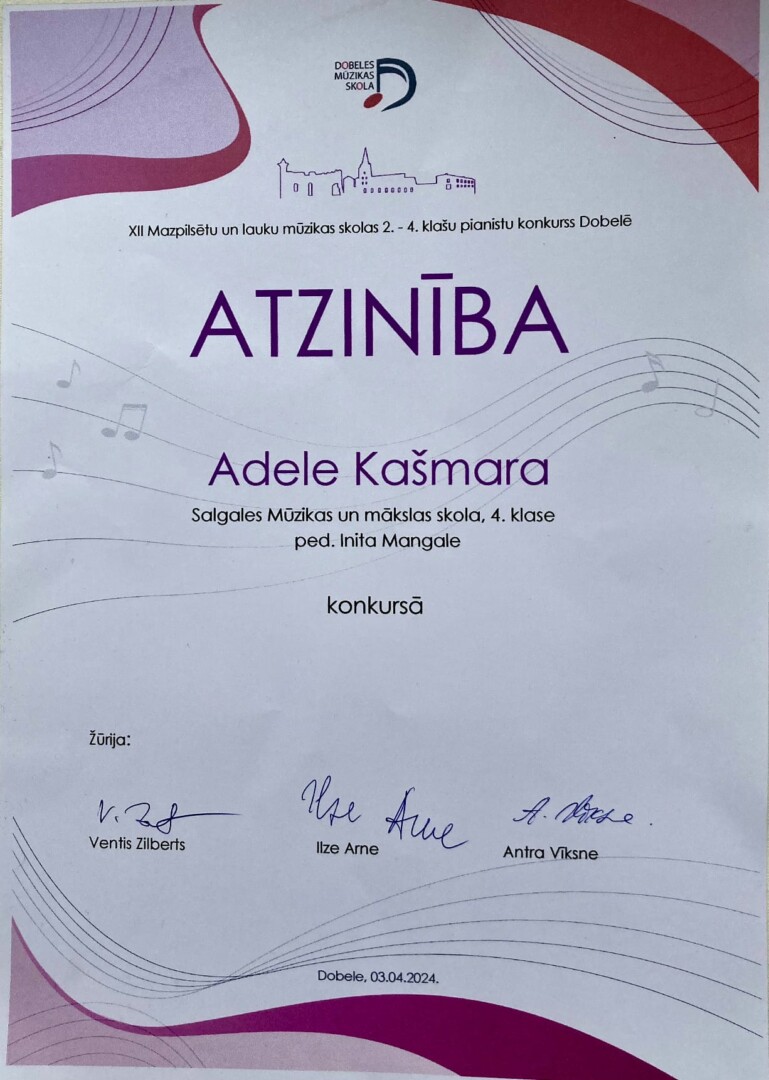 DOBELES
MŪZIKAS
SKOLA
XII Mazpilsētu un lauku mūzikas skolas 2. - 4. klašu pianistu konkurss Dobelē
ATZINĪBA
Adele Kašmara
Salgales Mūzikas un mākslas skola, 4. klase
ped. Inita Mangale
konkursā
Žūrija:
Ilze Arne
A. Vīksne.
Ventis Zilberts
Ilze Arne
Antra Vīksne
Dobele, 03.04.2024.